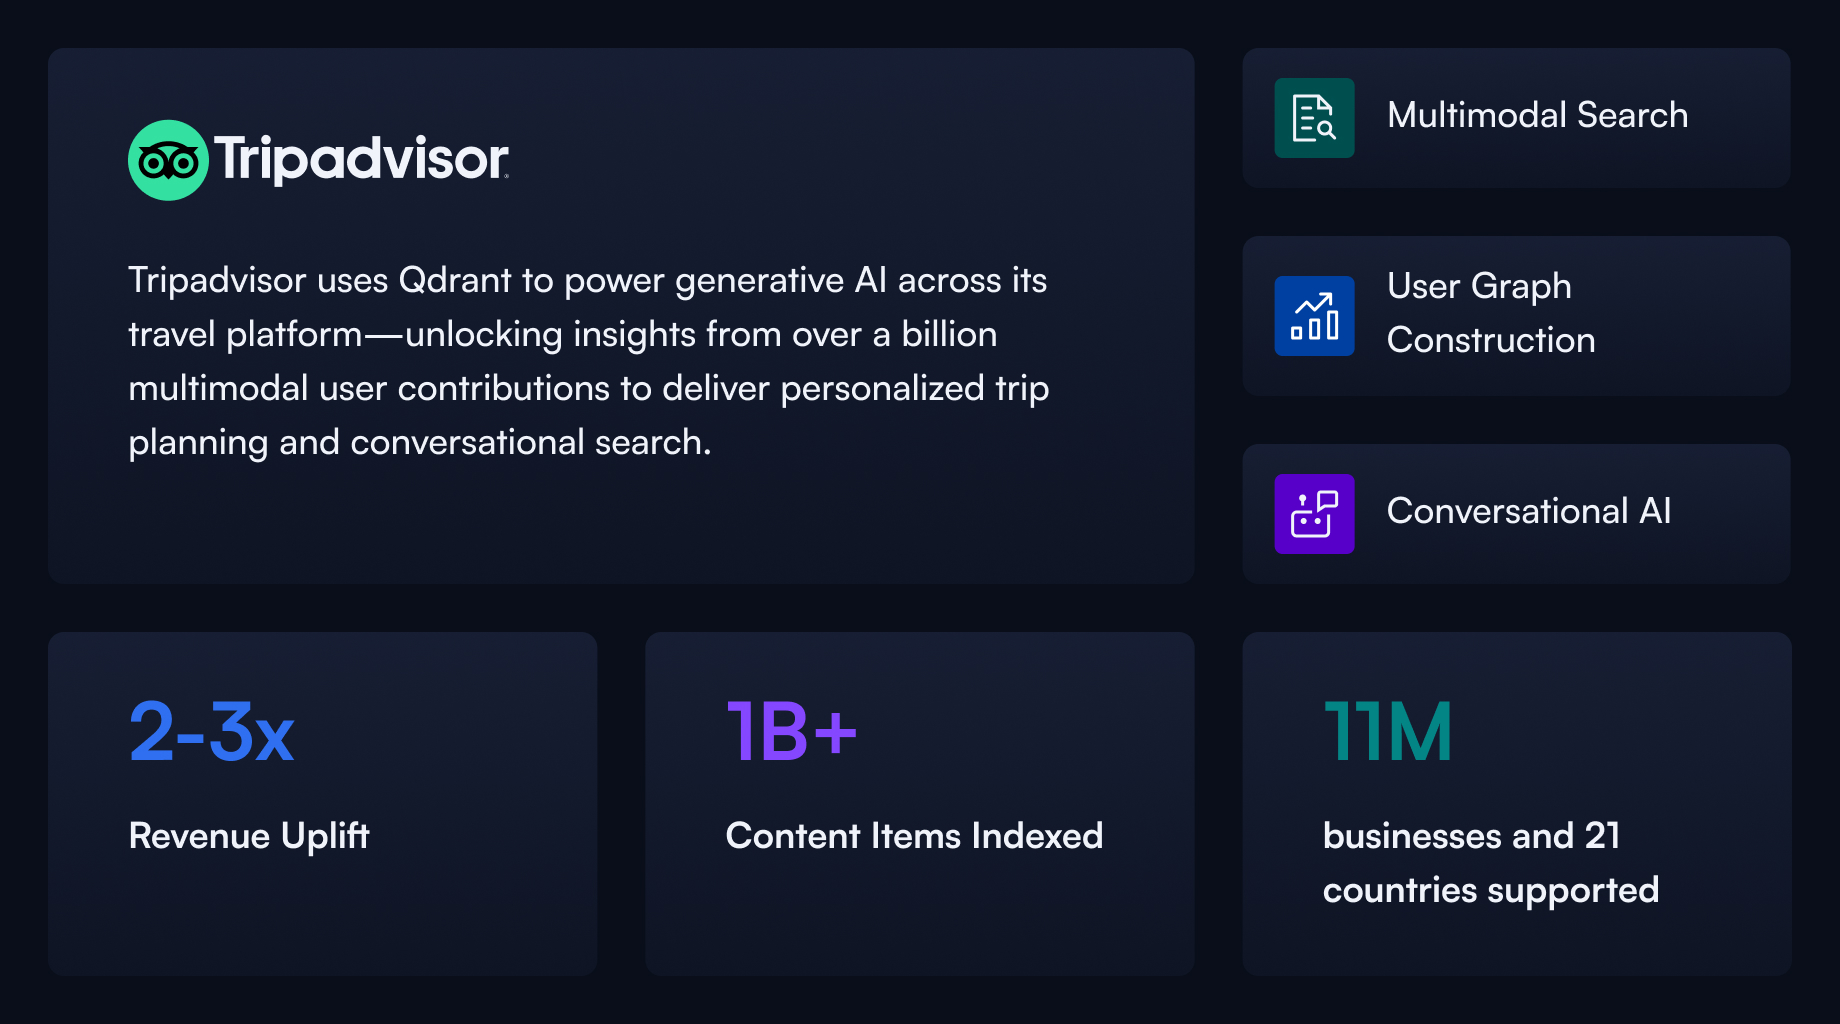 Tripadvisor
Tripadvisor uses Qdrant to power generative AI across its
travel platform—unlocking insights from over a billion
multimodal user contributions to deliver personalized trip
planning and conversational search.
Multimodal Search
User Graph
Construction
Conversational AI
2-3x
Revenue Uplift
1B+
Content Items Indexed
11M
businesses and 21
countries supported